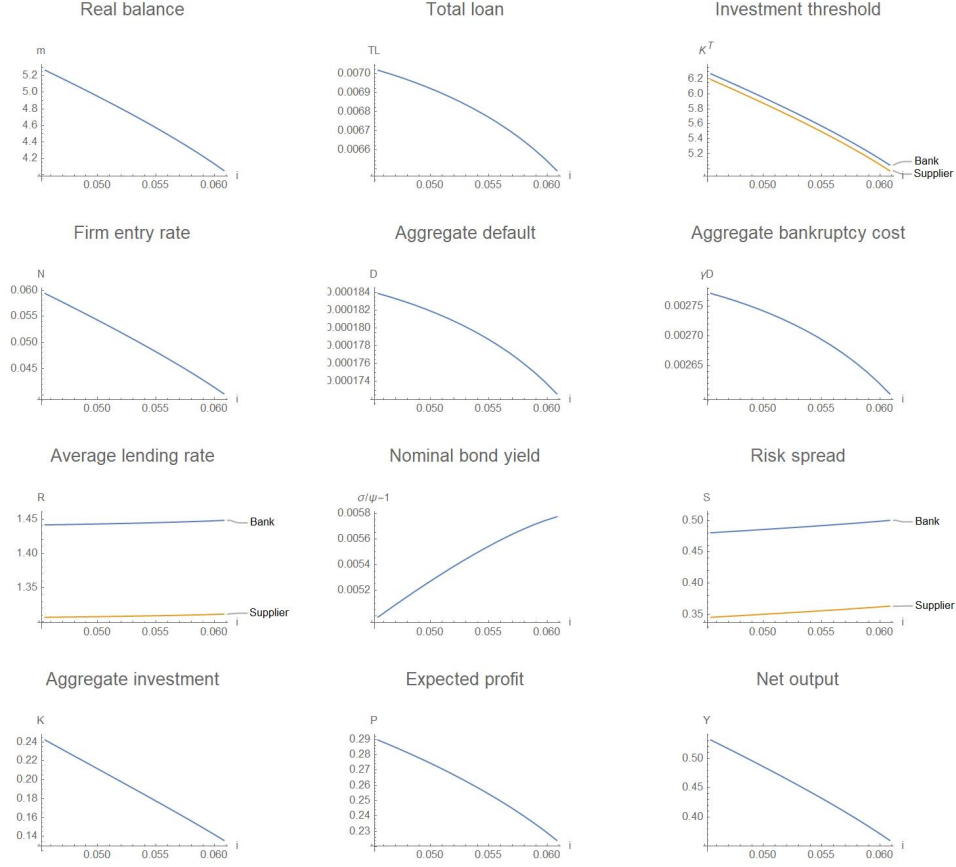 Real balance
Total loan
Investment threshold
m
TL
K^T
5.2
5.0
4.8
4.6
4.4
4.2
0.050 0.055 0.060 i
0.0070
0.0069
0.0068
0.0067
0.0066
0.050 0.055 0.060 i
6.2
6.0
5.8
5.6
5.4
5.2
Bank
Supplier
0.050 0.055 0.060 i
Firm entry rate
Aggregate default
Aggregate bankruptcy cost
N
D
γD
0.060
0.055
0.050
0.045
0.050 0.055 0.060 i
0.000184
0.000182
0.000180
0.000178
0.000176
0.000174
0.050 0.055 0.060 i
0.00275
0.00270
0.00265
0.050 0.055 0.060 i
Average lending rate
Nominal bond yield
Risk spread
R
σ/ψ−1
S
1.45
1.40
1.35
Bank
Supplier
0.050 0.055 0.060 i
0.0058
0.0056
0.0054
0.0052
0.050 0.055 0.060 i
0.50
0.45
0.40
0.35
Bank
Supplier
0.050 0.055 0.060 i
Aggregate investment
Expected profit
Net output
K
P
Y
0.24
0.22
0.20
0.18
0.16
0.14
0.050 0.055 0.060 i
0.29
0.28
0.27
0.26
0.25
0.24
0.23
0.050 0.055 0.060 i
0.50
0.45
0.40
0.050 0.055 0.060 i